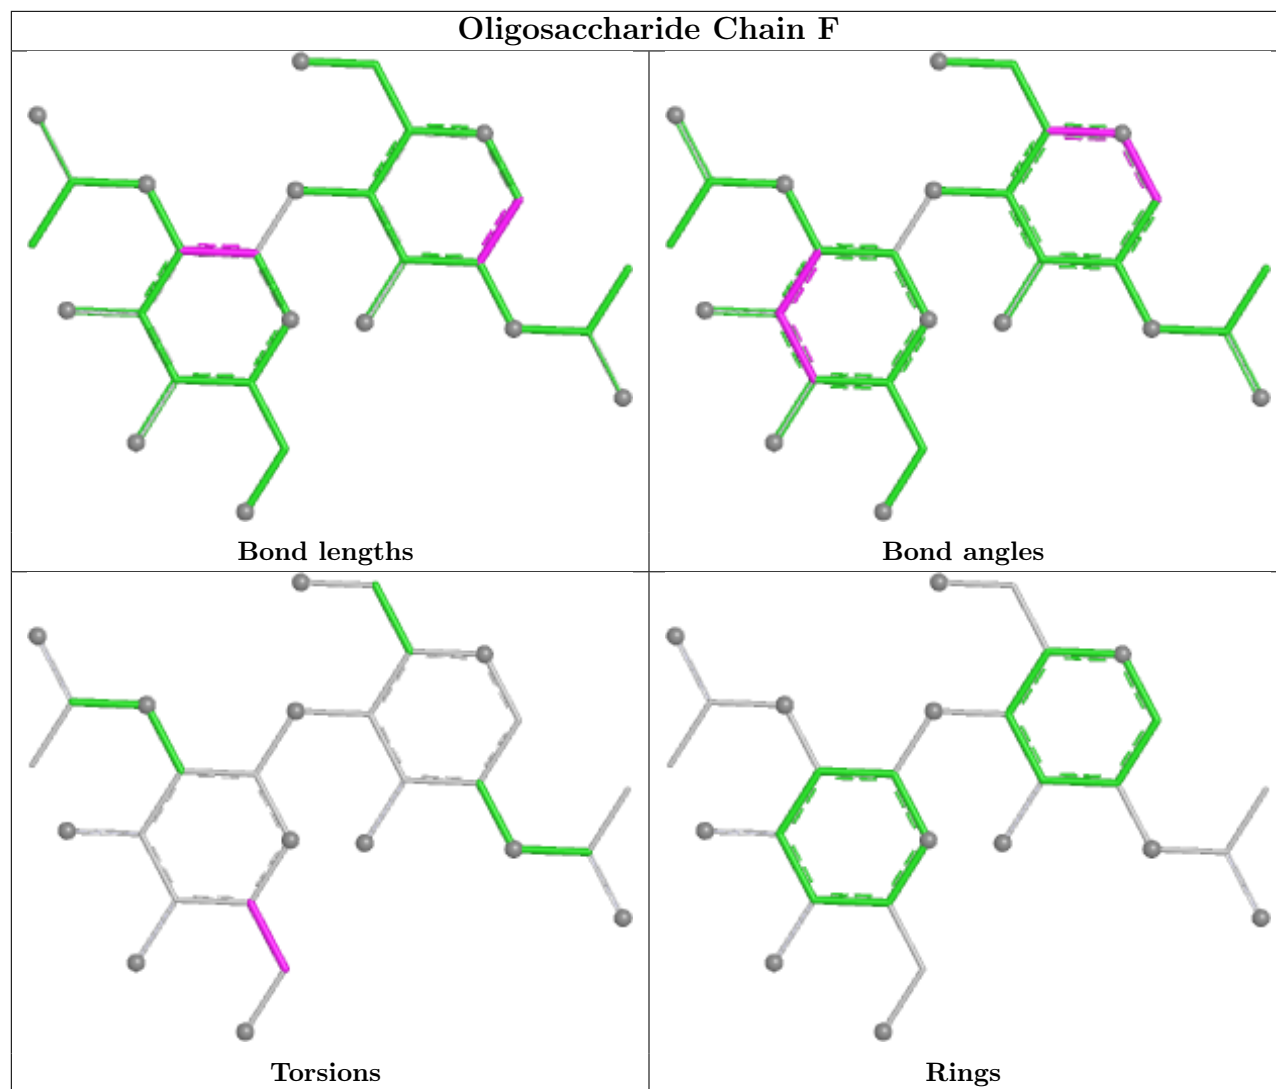 Oligosaccharide Chain F
Bond lengths
Bond angles
Torsions
Rings